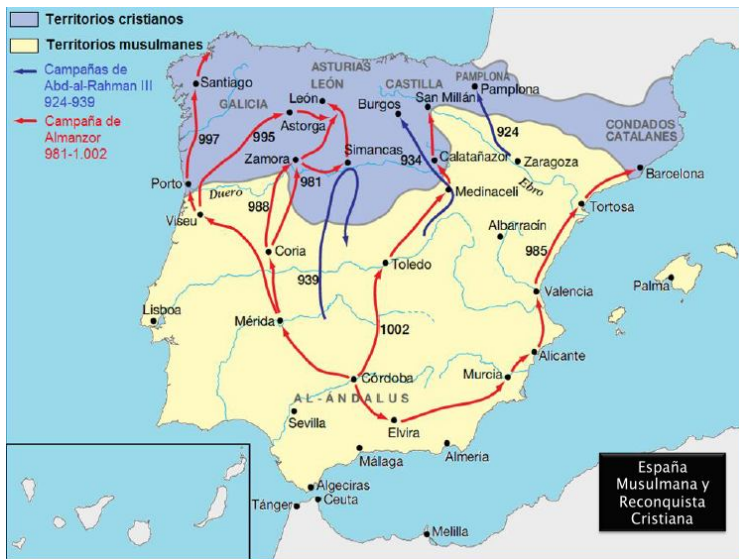 Territorios cristianos
Territorios musulmanes
Campañas de
Abd-al-Rahman III
924-939
Campaña de
Almanzor
981-1.002
ASTURIAS
LEÓN
GALICIA
CASTILLA
PAMPLONA
CONDADOS
CATALANES
Santiago
León
Astorga
Burgos
San Millán
Pamplona
997
995
924
Zamora
Simancas
934
Calatañazor
Zaragoza
Ebro
Barcelona
981
Porto
Duero
988
Medinaceli
Tortosa
Viseu
Albarracín
985
Coria
Toledo
939
Valencia
Palma
Lisboa
Mérida
1002
Alicante
Murcia
Córdoba
AL-ÁNDALUS
Sevilla
Elvira
Málaga
Almería
Algeciras
Tánger
Ceuta
Melilla
España
Musulmana y
Reconquista
Cristiana